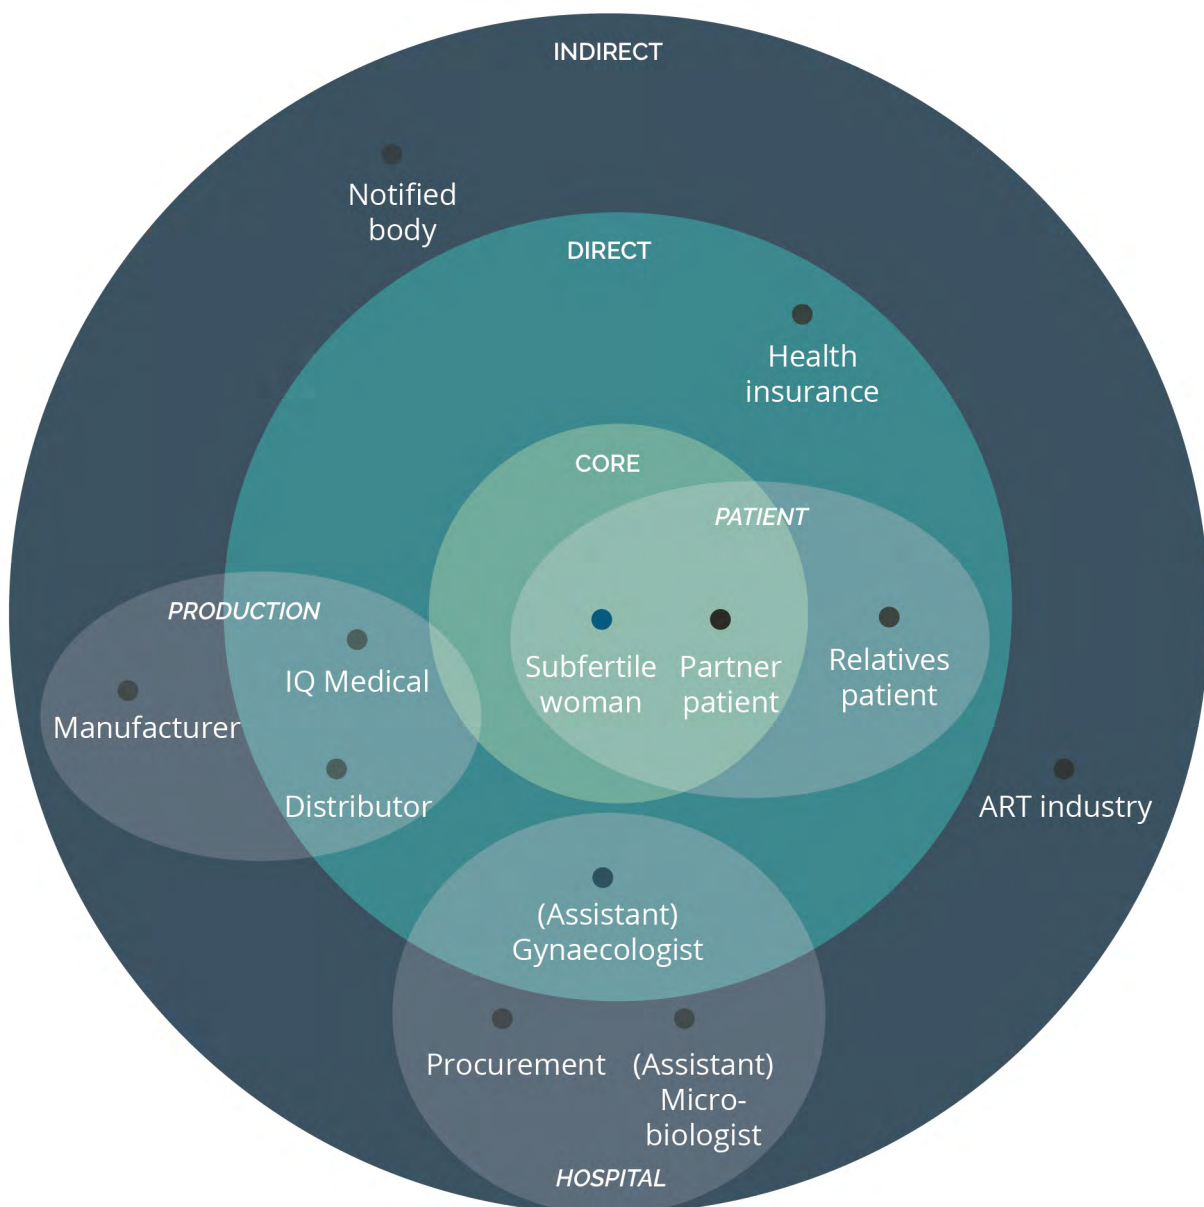 INDIRECT
Notified
body
DIRECT
Health
insurance
CORE
PATIENT
PRODUCTION
IQ Medical
Manufacturer
Distributor
Subfertile
woman
Partner
patient
Relatives
patient
ART industry
(Assistant)
Gynaecologist
Procurement
(Assistant)
Micro-
biologist
HOSPITAL